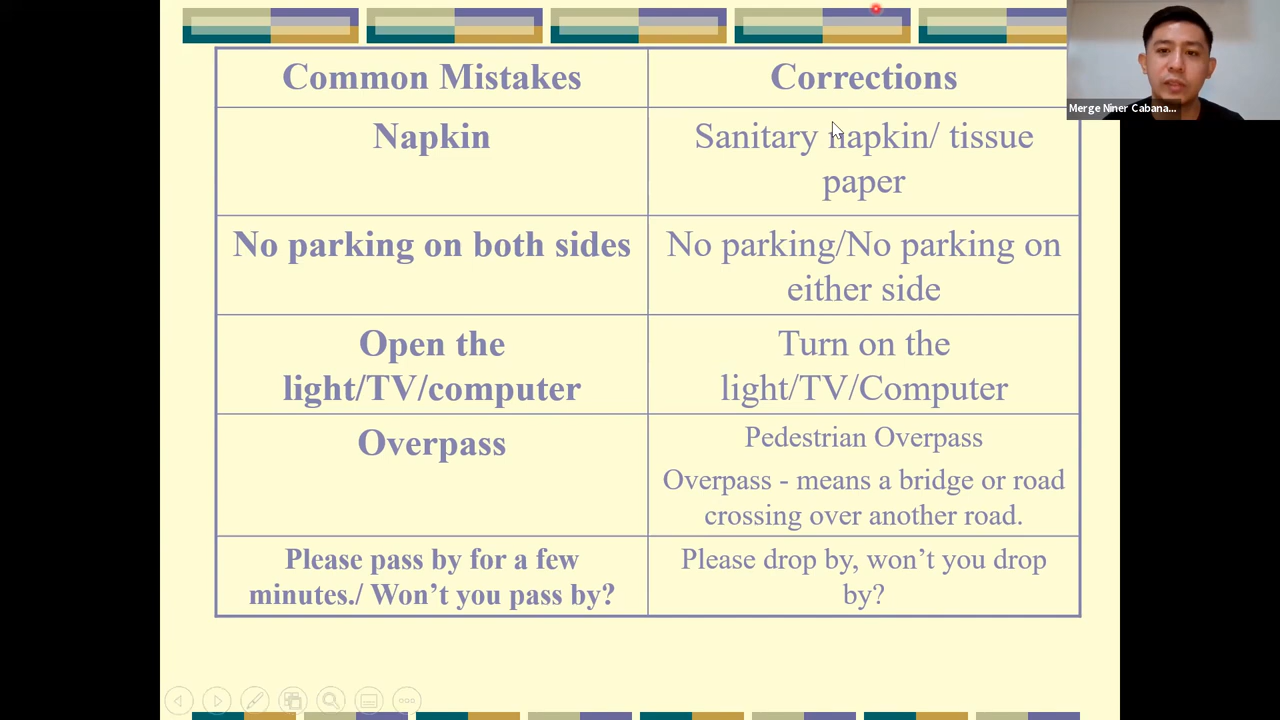 Common Mistakes
Corrections
Napkin
Sanitary napkin/ tissue
paper
No parking on both sides
No parking/No parking on
either side
Open the
light/TV/computer
Turn on the
light/TV/Computer
Overpass
Pedestrian Overpass
Overpass - means a bridge or road
crossing over another road.
Please pass by for a few
minutes./ Won’t you pass by?
Please drop by, won’t you drop
by?
Merge Niner Cabana...